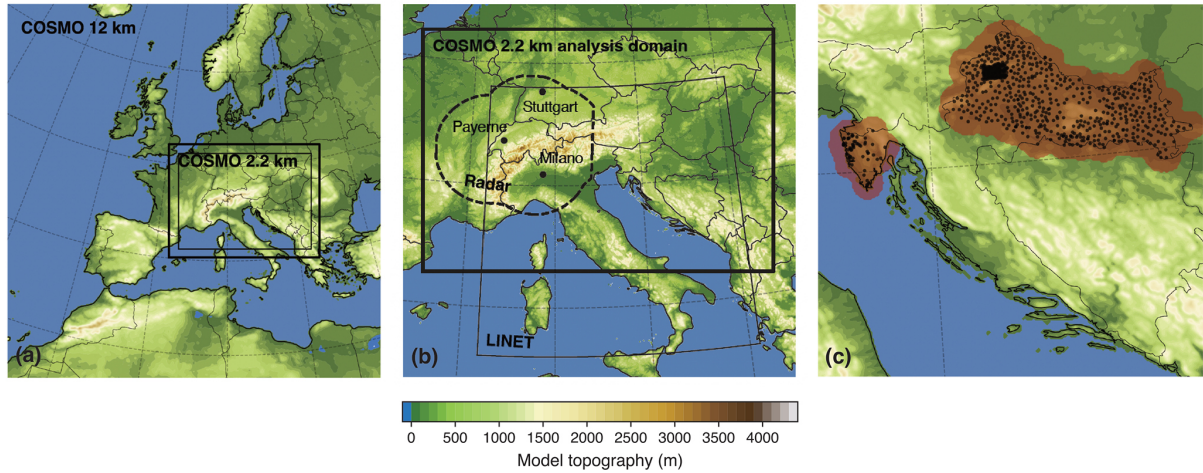 COSMO 12 km
COSMO 2.2 km
(a)
COSMO 2.2 km analysis domain
Stuttgart
Payerne
Milano
Radar
LINET
(b)
(c)
0 500 1000 1500 2000 2500 3000 3500 4000
Model topography (m)